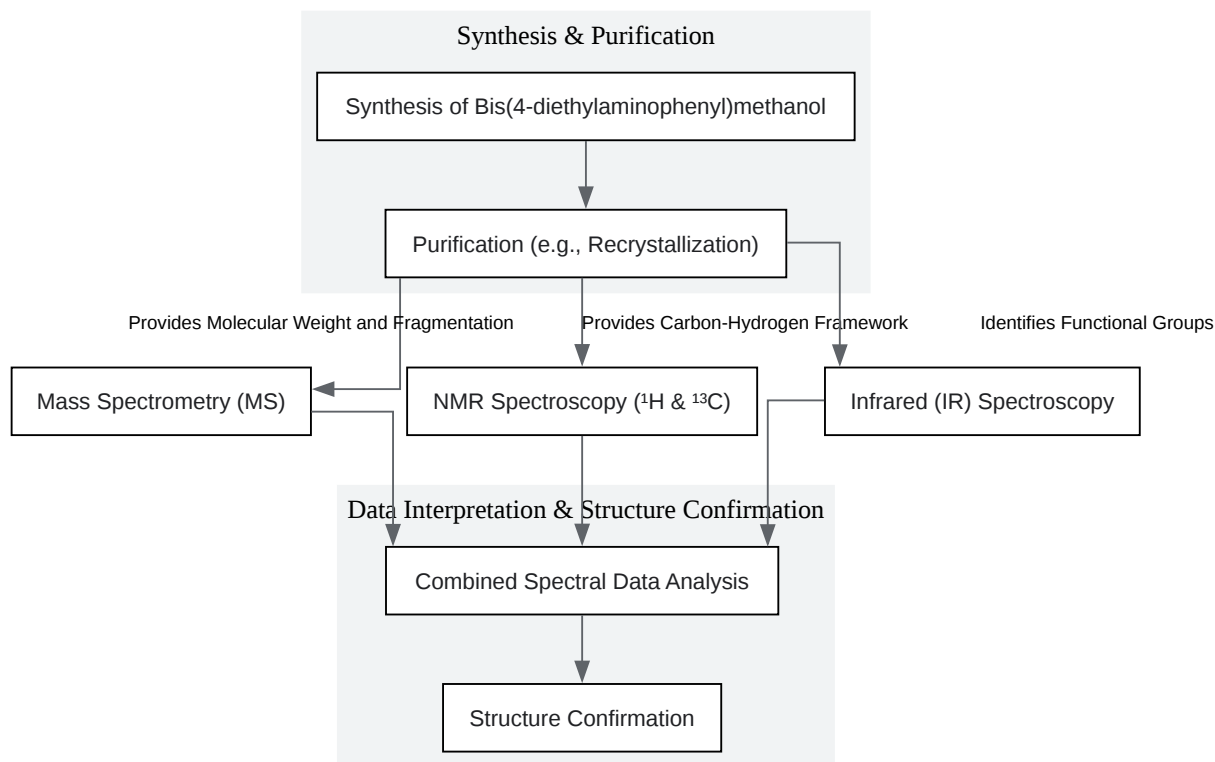 Synthesis & Purification
Synthesis of Bis(4-diethylaminophenyl)methanol
Purification (e.g., Recrystallization)
Provides Molecular Weight and Fragmentation
Provides Carbon-Hydrogen Framework
Identifies Functional Groups
Mass Spectrometry (MS)
NMR Spectroscopy (¹H & ¹³C)
Infrared (IR) Spectroscopy
Data Interpretation & Structure Confirmation
Combined Spectral Data Analysis
Structure Confirmation